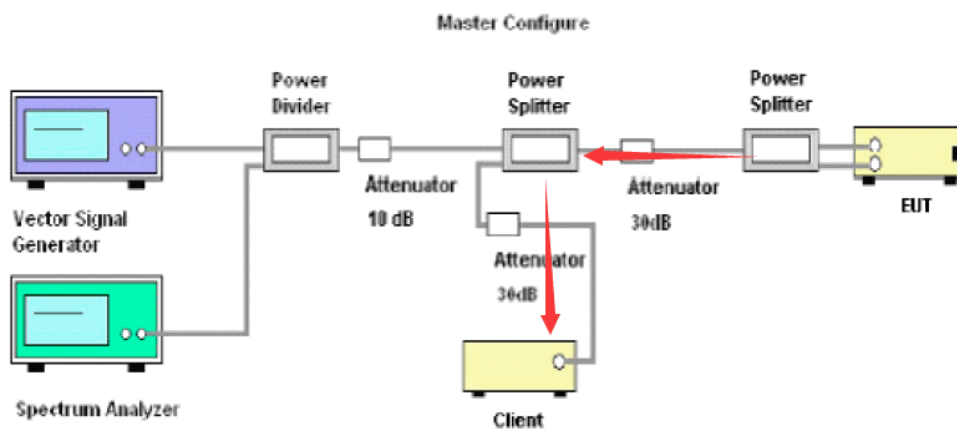 Master Configure
Power
Divider
Power
Splitter
Power
Splitter
Attenuator
10 dB
Attenuator
30dB
EUT
Vector Signal
Generator
Attenuator
30dB
Spectrum Analyzer
Client